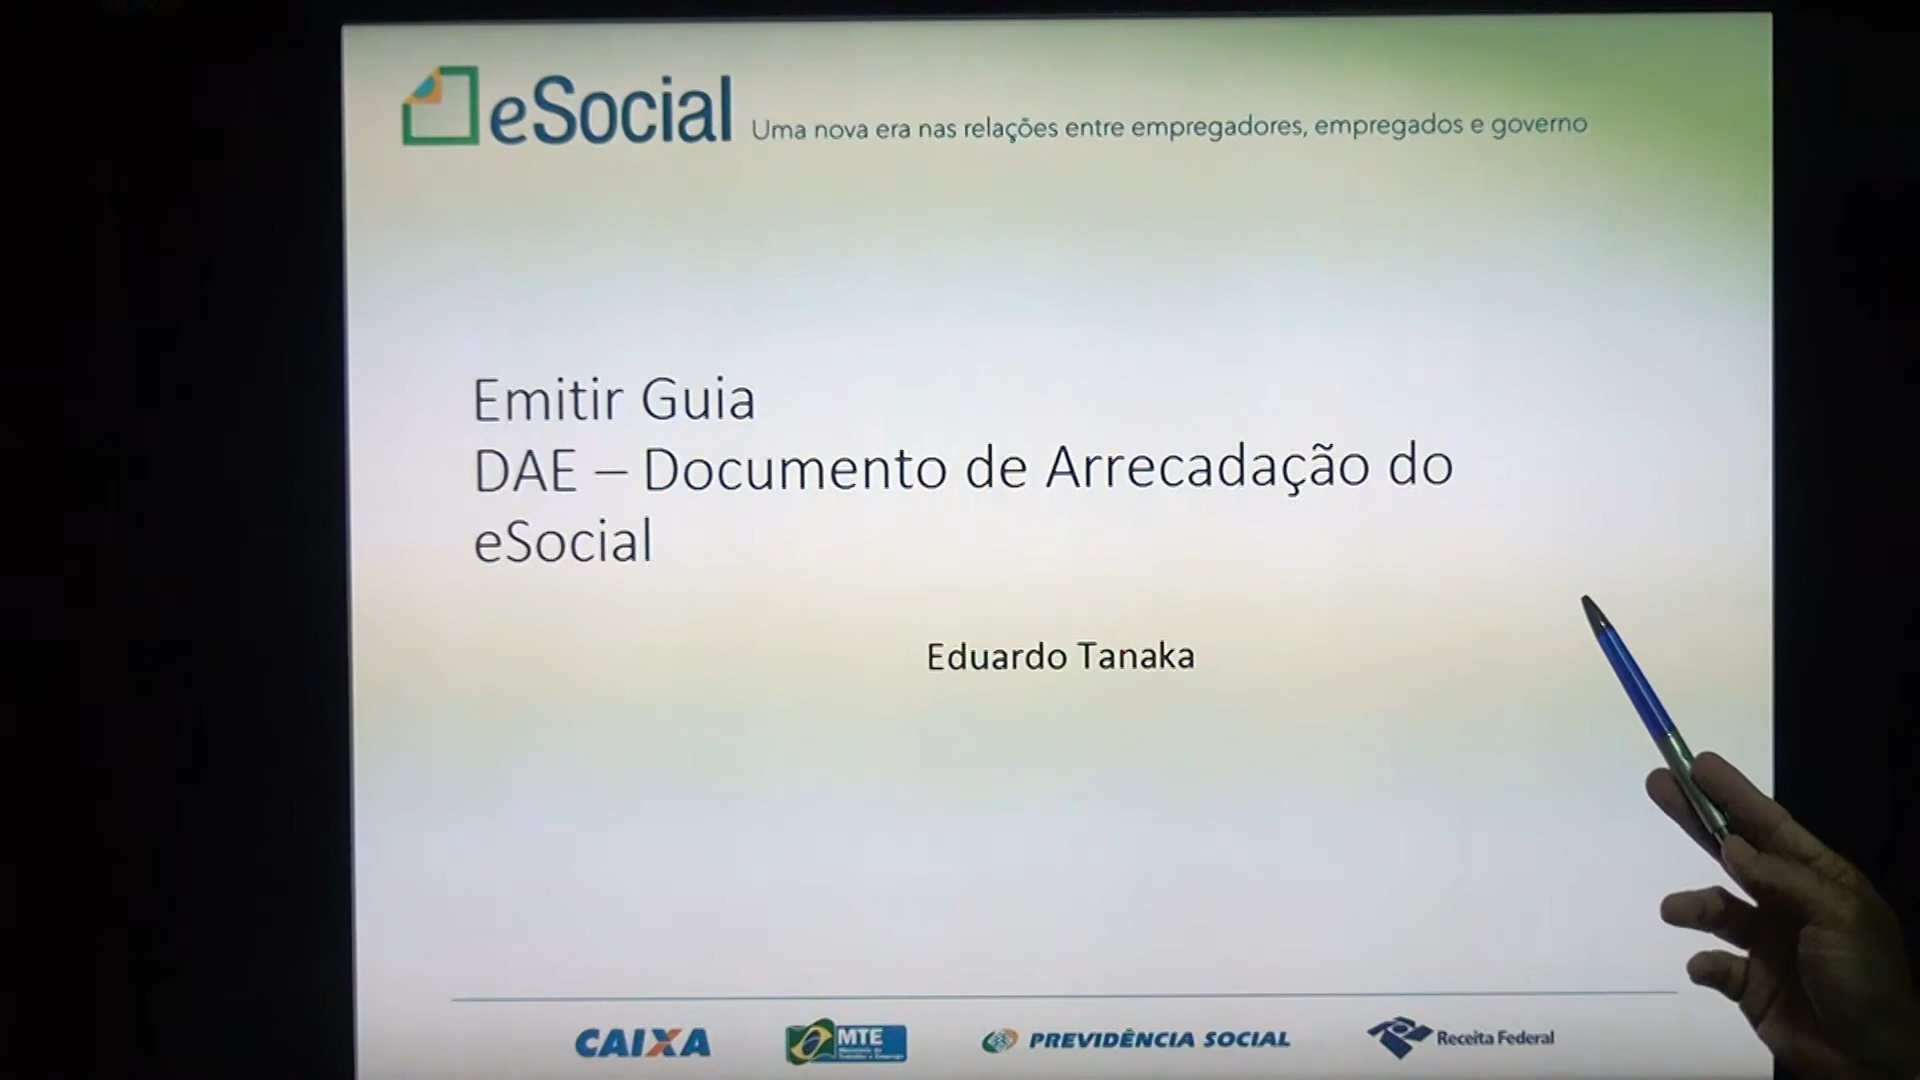 eSocial Uma nova era nas relações entre empregadores, empregados e governo
Emitir Guia
DAE – Documento de Arrecadação do
eSocial
Eduardo Tanaka
CAIXA MTE PREVIDÊNCIA SOCIAL Receita Federal